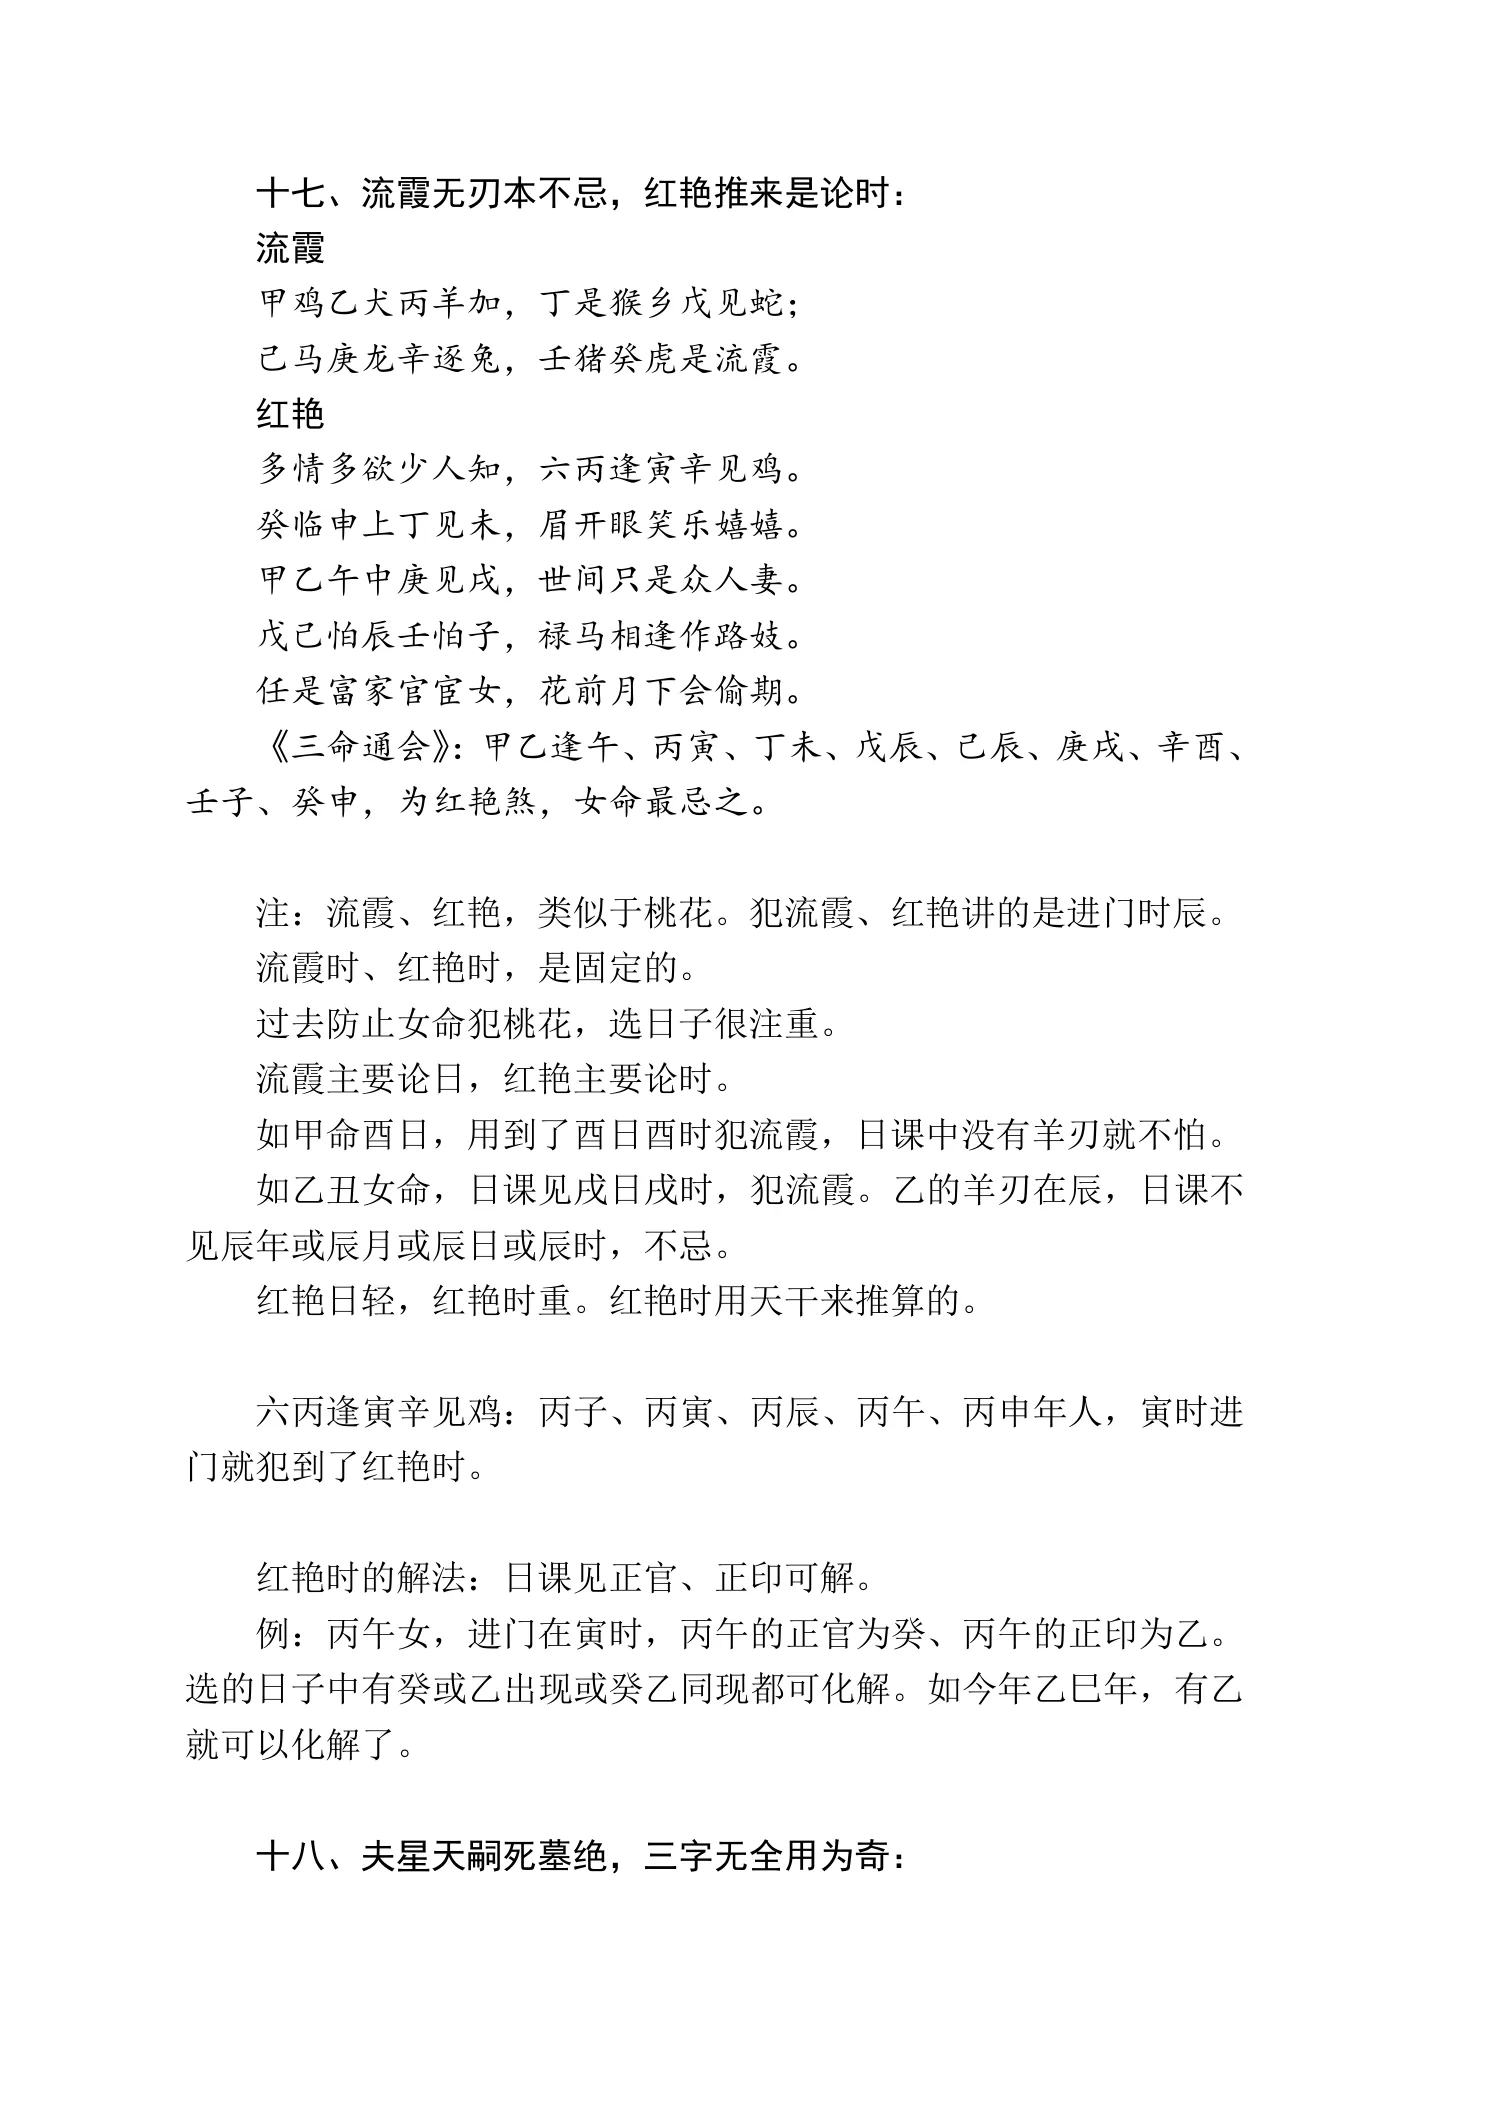 十七、流霞无刃本不忌，红艳推来是论时：
流霞
甲鸡乙犬丙羊加，丁是猴乡戊见蛇；
己马庚龙辛逐兔，壬猪癸虎是流霞。
红艳
多情多欲少人知，六丙逢寅辛见鸡。
癸临申上丁见未，眉开眼笑乐嬉嬉。
甲乙午中庚见戌，世间只是众人妻。
戊己怕辰壬怕子，禄马相逢作路妓。
任是富家官宦女，花前月下会偷期。
《三命通会》：甲乙逢午、丙寅、丁未、戊辰、己辰、庚戌、辛酉、
壬子、癸申，为红艳煞，女命最忌之。
注：流霞、红艳，类似于桃花。犯流霞、红艳讲的是进门时辰。
流霞时、红艳时，是固定的。
过去防止女命犯桃花，选日子很注重。
流霞主要论日，红艳主要论时。
如甲命酉日，用到了酉日酉时犯流霞，日课中没有羊刃就不怕。
如乙丑女命，日课见戌日戌时，犯流霞。乙的羊刃在辰，日课不
见辰年或辰月或辰日或辰时，不忌。
红艳日轻，红艳时重。红艳时用天干来推算的。
六丙逢寅辛见鸡：丙子、丙寅、丙辰、丙午、丙申年人，寅时进
门就犯到了红艳时。
红艳时的解法：日课见正官、正印可解。
例：丙午女，进门在寅时，丙午的正官为癸、丙午的正印为乙。
选的日子中有癸或乙出现或癸乙同现都可化解。如今年乙巳年，有乙
就可以化解了。
十八、夫星天嗣死墓绝，三字无全用为奇：